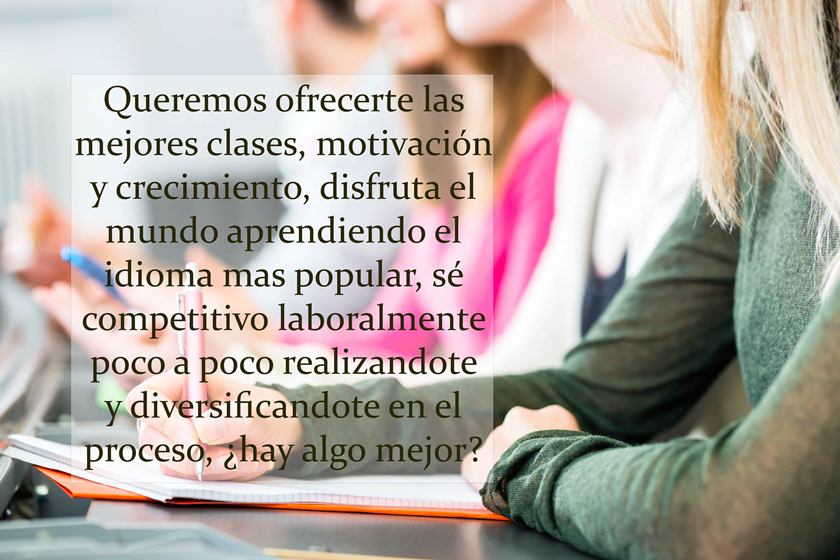 Queremos ofrecerte las
mejores clases, motivación
y crecimiento, disfruta el
mundo aprendiendo el
idioma mas popular, sé
competitivo laboralmente
poco a poco realizandote
y diversificandote en el
proceso, ¿hay algo mejor?